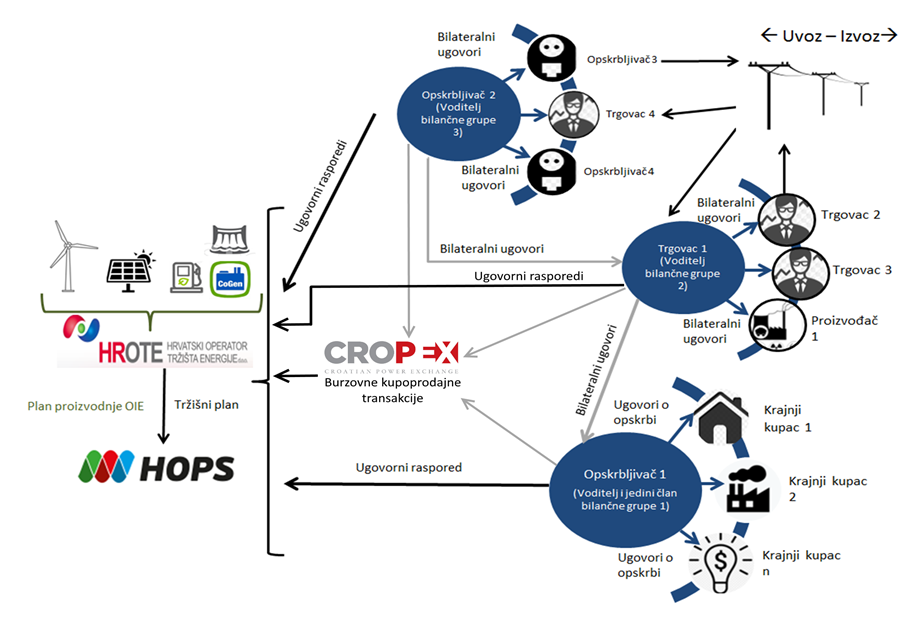 Bilateralni
ugovori
Opskrbljivač 3
Opskrbljivač 2
(Voditelj
bilančne grupe
3)
Trgovac 4
Bilateralni
ugovori
Opskrbljivač4
← Uvoz – Izvoz→
Ugovorni rasporedi
Bilateralni ugovori
Bilateralni
ugovori
Trgovac 2
Trgovac 1
(Voditelj
bilančne grupe
2)
Trgovac 3
Bilateralni
ugovori
Proizvođač
1
Ugovorni rasporedi
CoGen
HROTE
HRVATSKI OPERATOR
TRŽIŠTA ENERGIJE d.o.o.
CROPEX
CROATIAN POWER EXCHANGE
Burzovne kupoprodajne
transakcije
Bilateralni ugovori
Plan proizvodnje OIE
Tržišni plan
HOPS
Ugovorni raspored
Ugovori o
opskrbi
Krajnji
kupac 1
Opskrbljivač 1
(Voditelj i jedini član
bilančne grupe 1)
Krajnji kupac
2
Ugovori o
opskrbi
$
Krajnji kupac
n